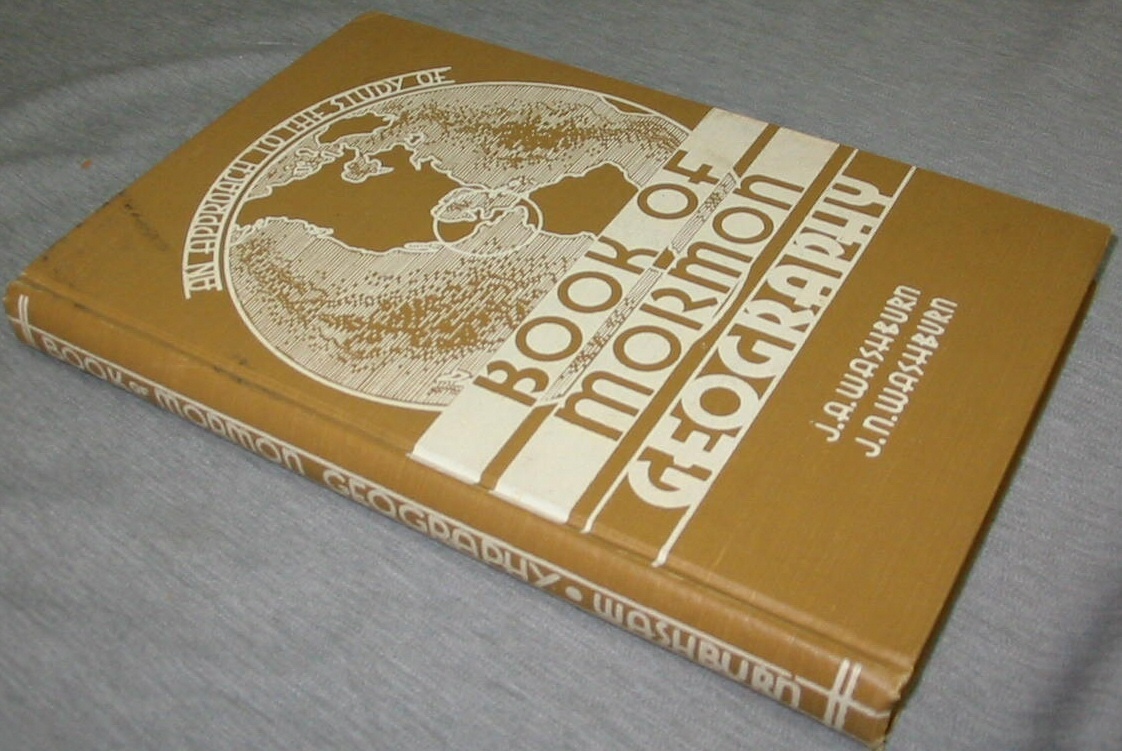 AN APPROACH TO THE STUDY OF
BOOK OF
MORMON
GEOGRAPHY
J.A. WASHBURN
J.N. WASHBURN
BOOK OF MORMON GEOGRAPHY • WASHBURN